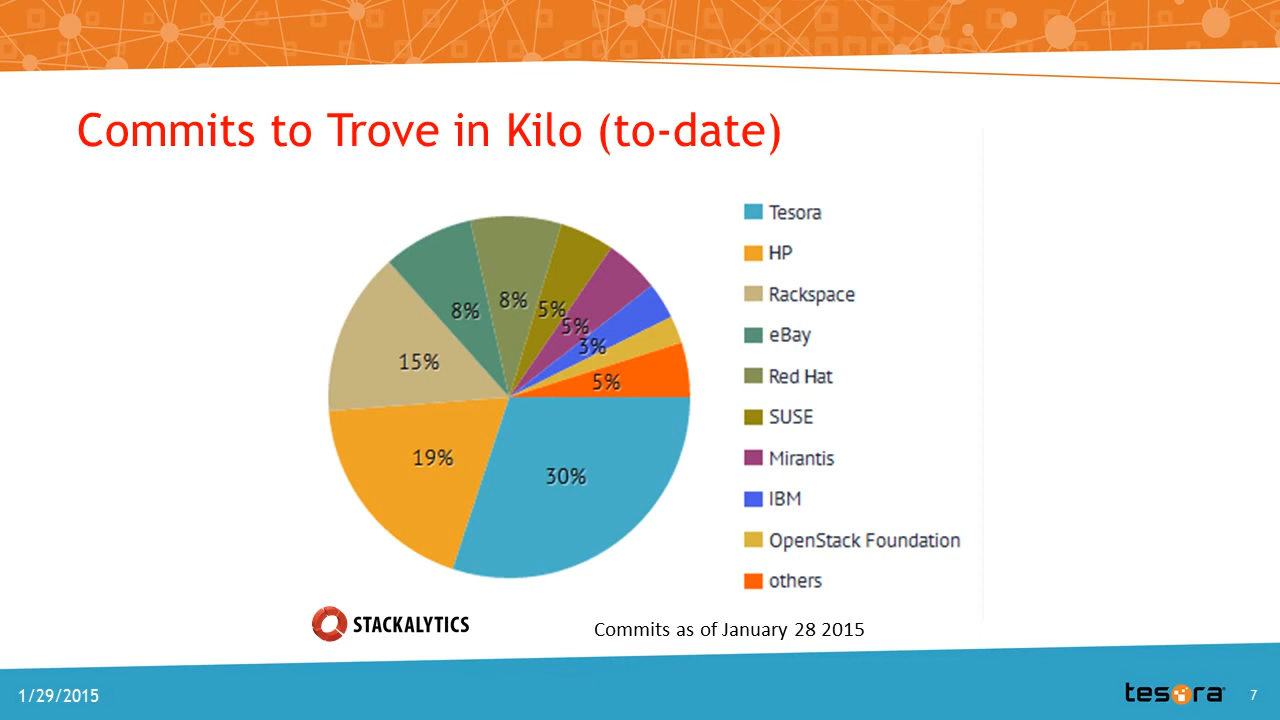 Commits to Trove in Kilo (to-date)
Tesora
HP
Rackspace
eBay
Red Hat
SUSE
Mirantis
IBM
OpenStack Foundation
others
8%
8%
5%
5%
3%
15%
5%
19%
30%
STACKALYTICS
Commits as of January 28 2015
1/29/2015
tesora
7